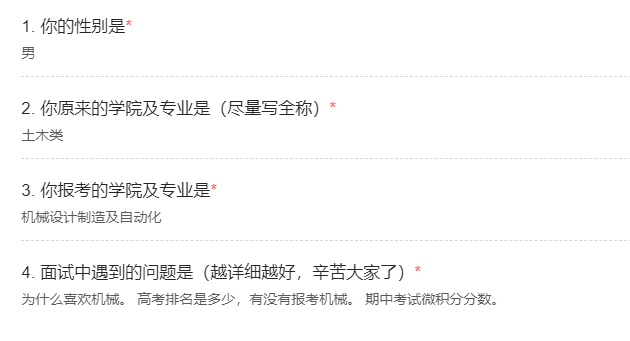 1. 你的性别是*
男
2. 你原来的学院及专业是（尽量写全称）*
土木类
3. 你报考的学院及专业是*
机械设计制造及自动化
4. 面试中遇到的问题是（越详细越好，辛苦大家了）*
为什么喜欢机械。 高考排名是多少，有没有报考机械。 期中考试微积分分数。